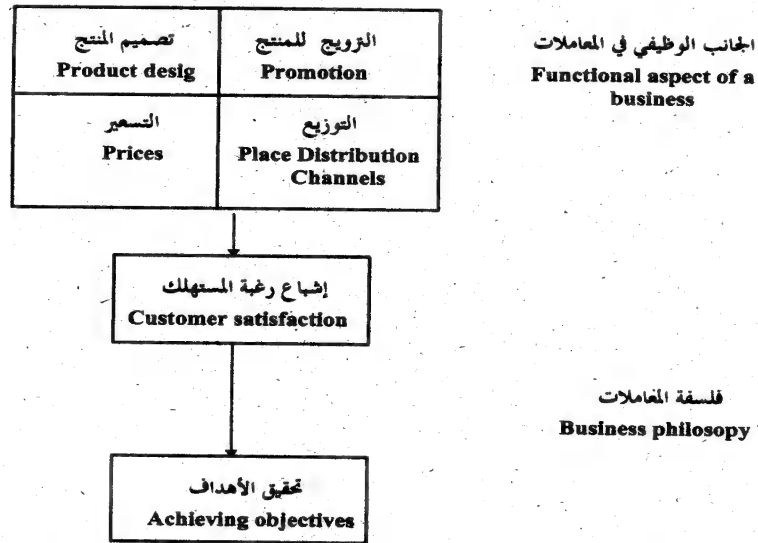 تصميم المنتج
Product desig
الترويج للمنتج
Promotion
التسعير
Prices
التوزيع
Place Distribution
Channels
الجانب الوظيفي في المعاملات
Functional aspect of a
business
إشباع رغبة المستهلك
Customer satisfaction
فلسفة المعاملات
Business philosopy
تحقيق الأهداف
Achieving objectives